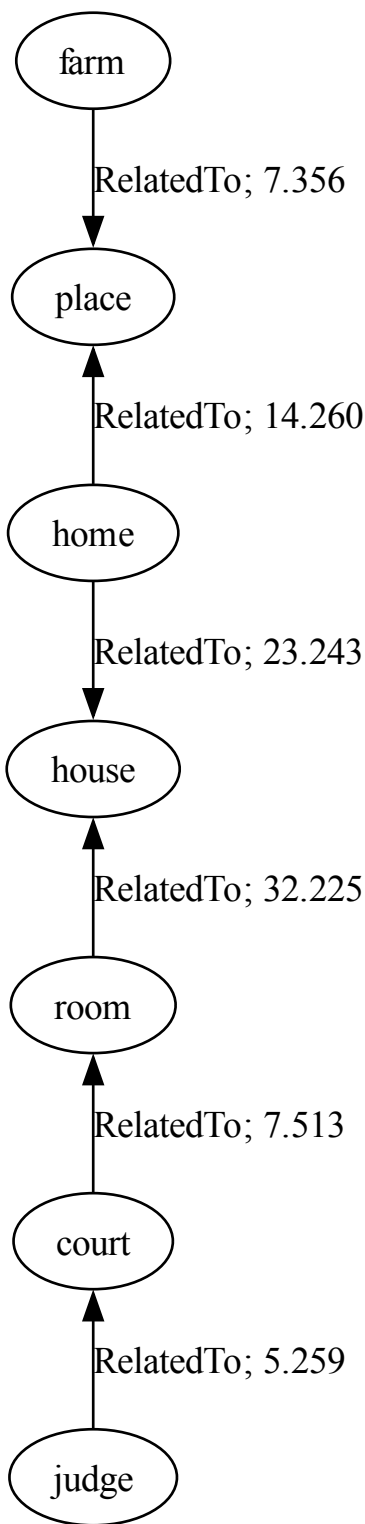 farm
RelatedTo; 7.356
place
RelatedTo; 14.260
home
RelatedTo; 23.243
house
RelatedTo; 32.225
room
RelatedTo; 7.513
court
RelatedTo; 5.259
judge